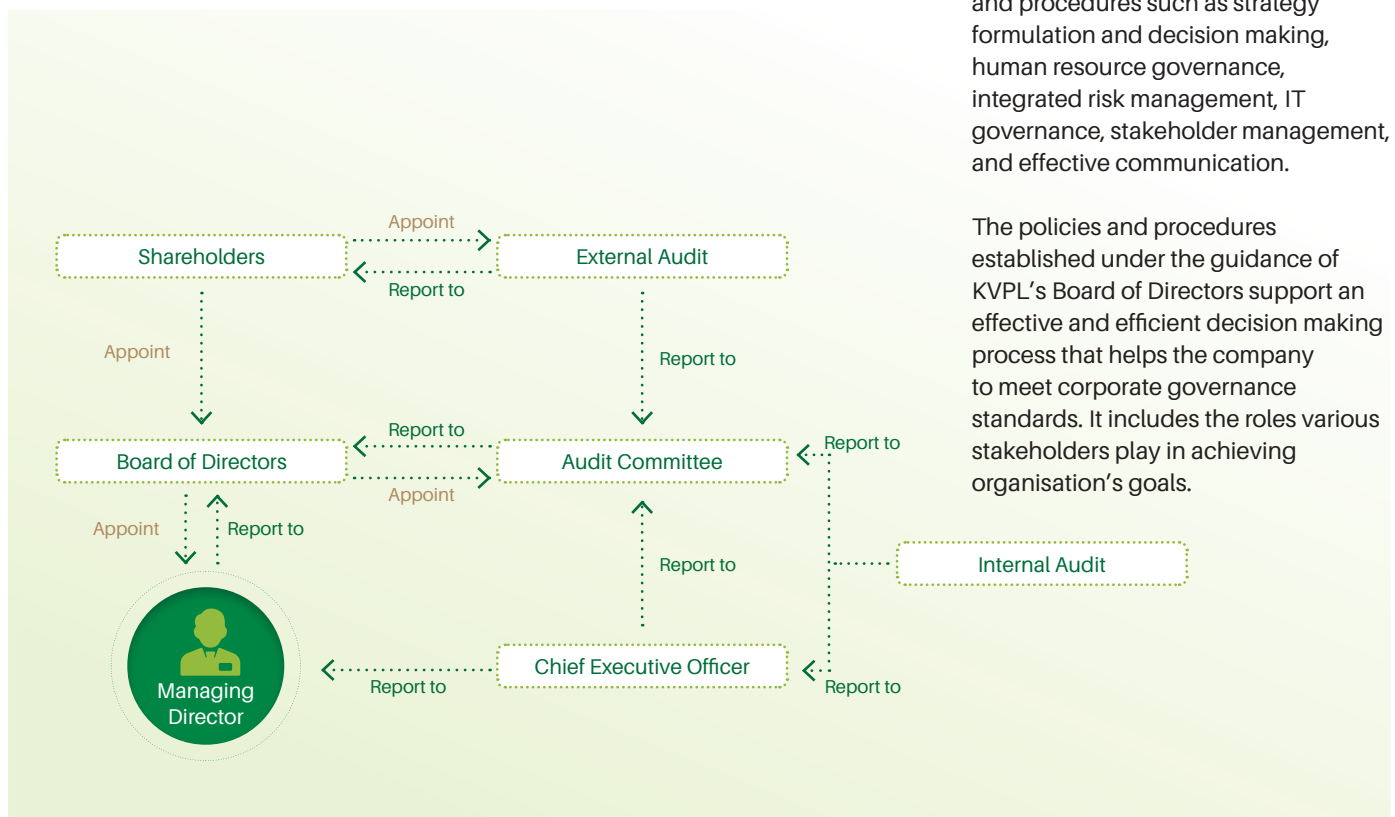 and procedures such as strategy
formulation and decision making,
human resource governance,
integrated risk management, IT
governance, stakeholder management,
and effective communication.
The policies and procedures
established under the guidance of
KVPL's Board of Directors support an
effective and efficient decision making
process that helps the company
to meet corporate governance
standards. It includes the roles various
stakeholders play in achieving
organisation's goals.
Appoint
Shareholders
External Audit
Report to
Appoint
Report to
Report to
Board of Directors
Audit Committee
Report to
Appoint
Appoint
Report to
Report to
Internal Audit
Chief Executive Officer
Report to
Report to
Managing
Director